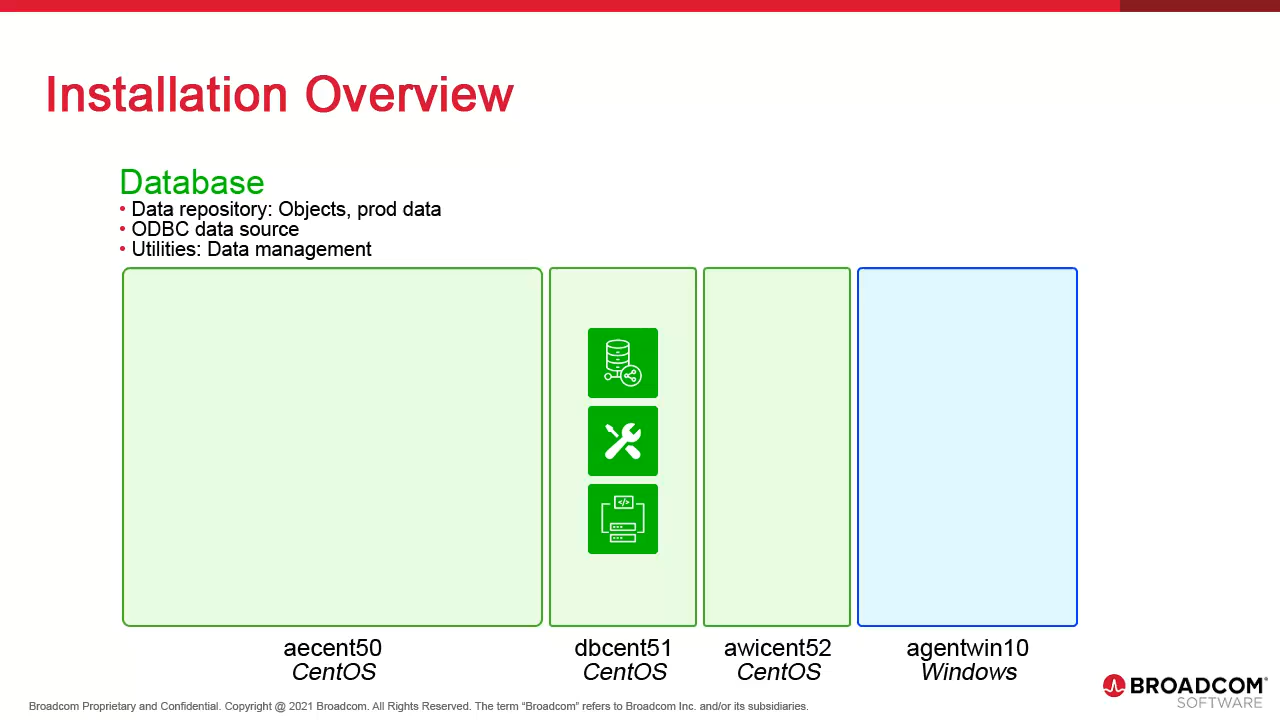 Installation Overview
Database
• Data repository: Objects, prod data
• ODBC data source
• Utilities: Data management
</>
aecent50
CentOS
dbcent51
CentOS
awicent52
CentOS
agentwin10
Windows
BROADCOM®
SOFTWARE
Broadcom Proprietary and Confidential. Copyright @ 2021 Broadcom. All Rights Reserved. The term “Broadcom” refers to Broadcom Inc. and/or its subsidiaries.